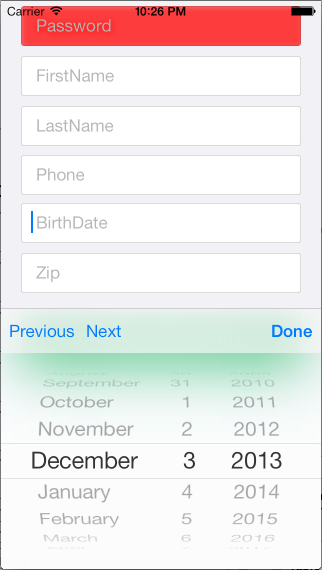 Carrier 10:26 PM
Password
FirstName
LastName
Phone
BirthDate
Zip
Previous Next Done
September 31 2010
October 1 2011
November 2 2012
December 3 2013
January 4 2014
February 5 2015
March 6 2016